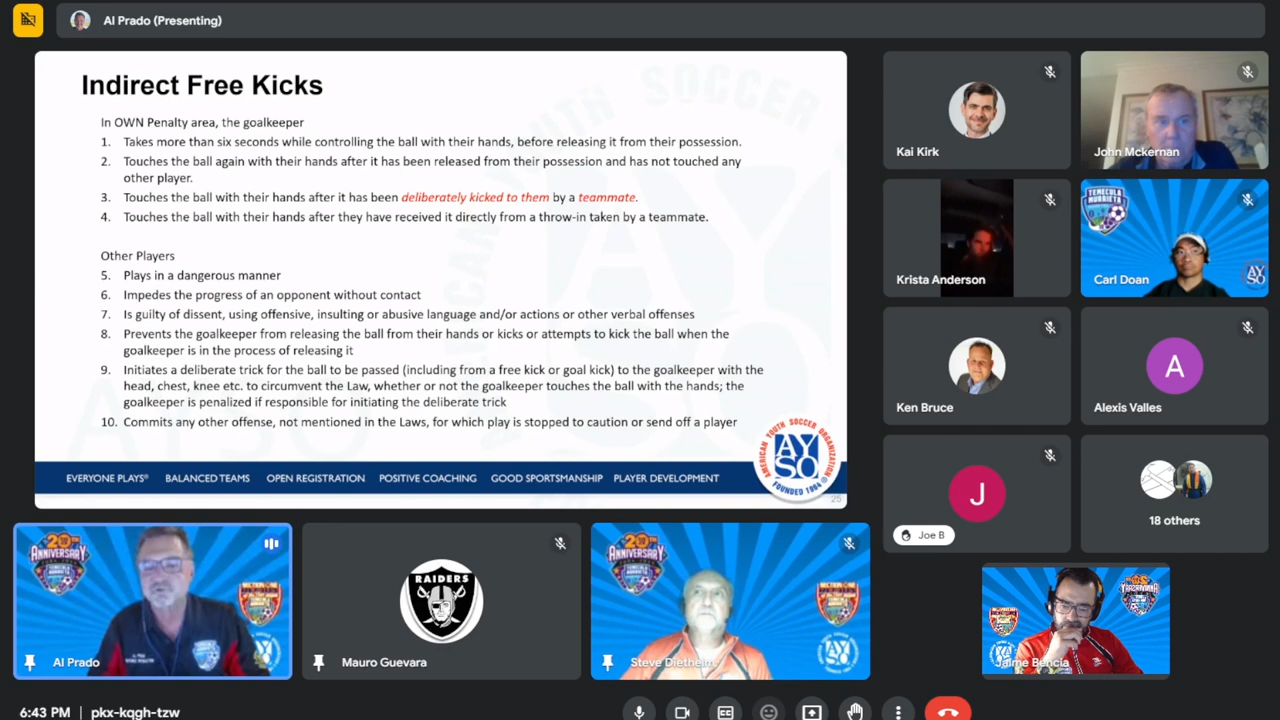 Al Prado (Presenting)
Indirect Free Kicks
In OWN Penalty area, the goalkeeper
1. Takes more than six seconds while controlling the ball with their hands, before releasing it from their possession.
2. Touches the ball again with their hands after it has been released from their possession and has not touched any
other player.
3. Touches the ball with their hands after it has been deliberately kicked to them by a teammate.
4. Touches the ball with their hands after they have received it directly from a throw-in taken by a teammate.
Other Players
5. Plays in a dangerous manner
6. Impedes the progress of an opponent without contact
7. Is guilty of dissent, using offensive, insulting or abusive language and/or actions or other verbal offenses
8. Prevents the goalkeeper from releasing the ball from their hands or kicks or attempts to kick the ball when the
goalkeeper is in the process of releasing it
9. Initiates a deliberate trick for the ball to be passed (including from a free kick or goal kick) to the goalkeeper with the
head, chest, knee etc. to circumvent the Law, whether or not the goalkeeper touches the ball with the hands; the
goalkeeper is penalized if responsible for initiating the deliberate trick
10. Commits any other offense, not mentioned in the Laws, for which play is stopped to caution or send off a player
EVERYONE PLAYS® BALANCED TEAMS OPEN REGISTRATION POSITIVE COACHING GOOD SPORTSMANSHIP PLAYER DEVELOPMENT
AMERICAN YOUTH SOCCER ORGANIZATION
AYSO
FOUNDED 1964
25
Kai Kirk
John Mckernan
Krista Anderson
TEMECULA
MURRIETA
AYSO
Carl Doan
Ken Bruce
A
Alexis Valles
J
Joe B
18 others
ANNIVERSARY
Al Prado
RAIDERS
Mauro Guevara
ANNIVERSARY
Steve Diethelm
Jaime Bencia
6:43 PM | pkx-kqgh-tzw